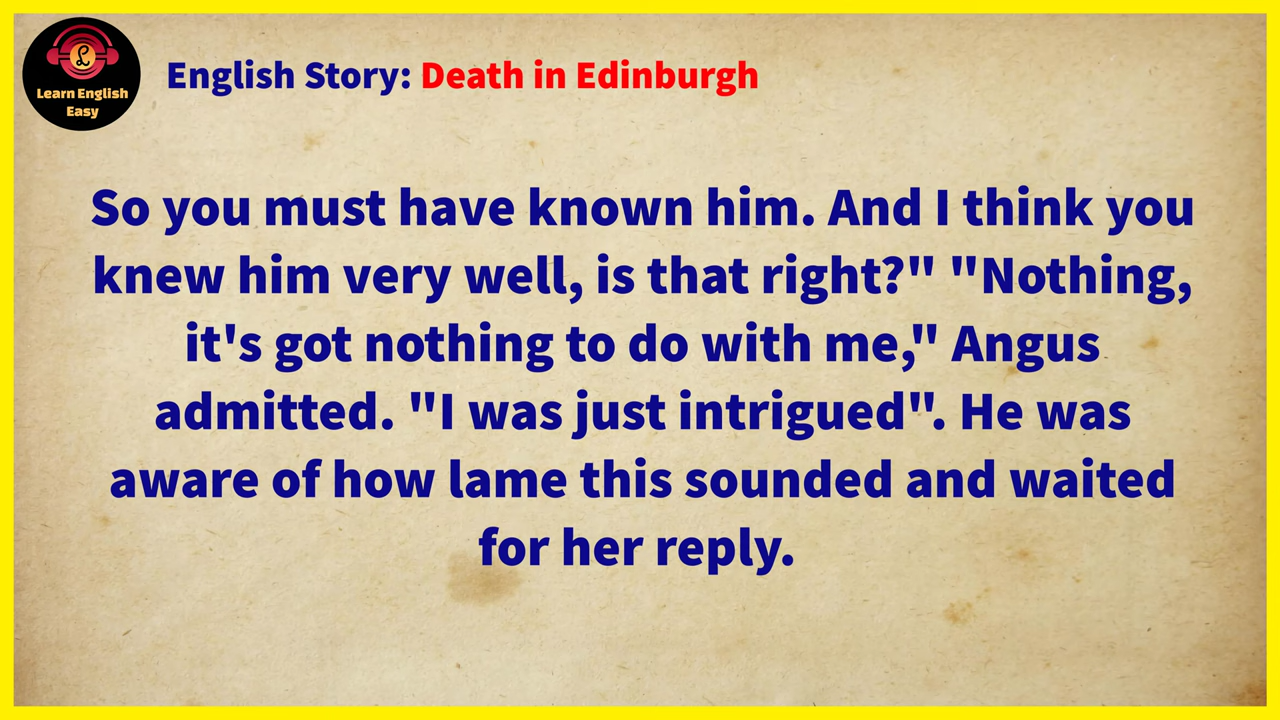 Learn English
Easy
English Story: Death in Edinburgh
So you must have known him. And I think you
knew him very well, is that right?" "Nothing,
it's got nothing to do with me," Angus
admitted. "I was just intrigued". He was
aware of how lame this sounded and waited
for her reply.